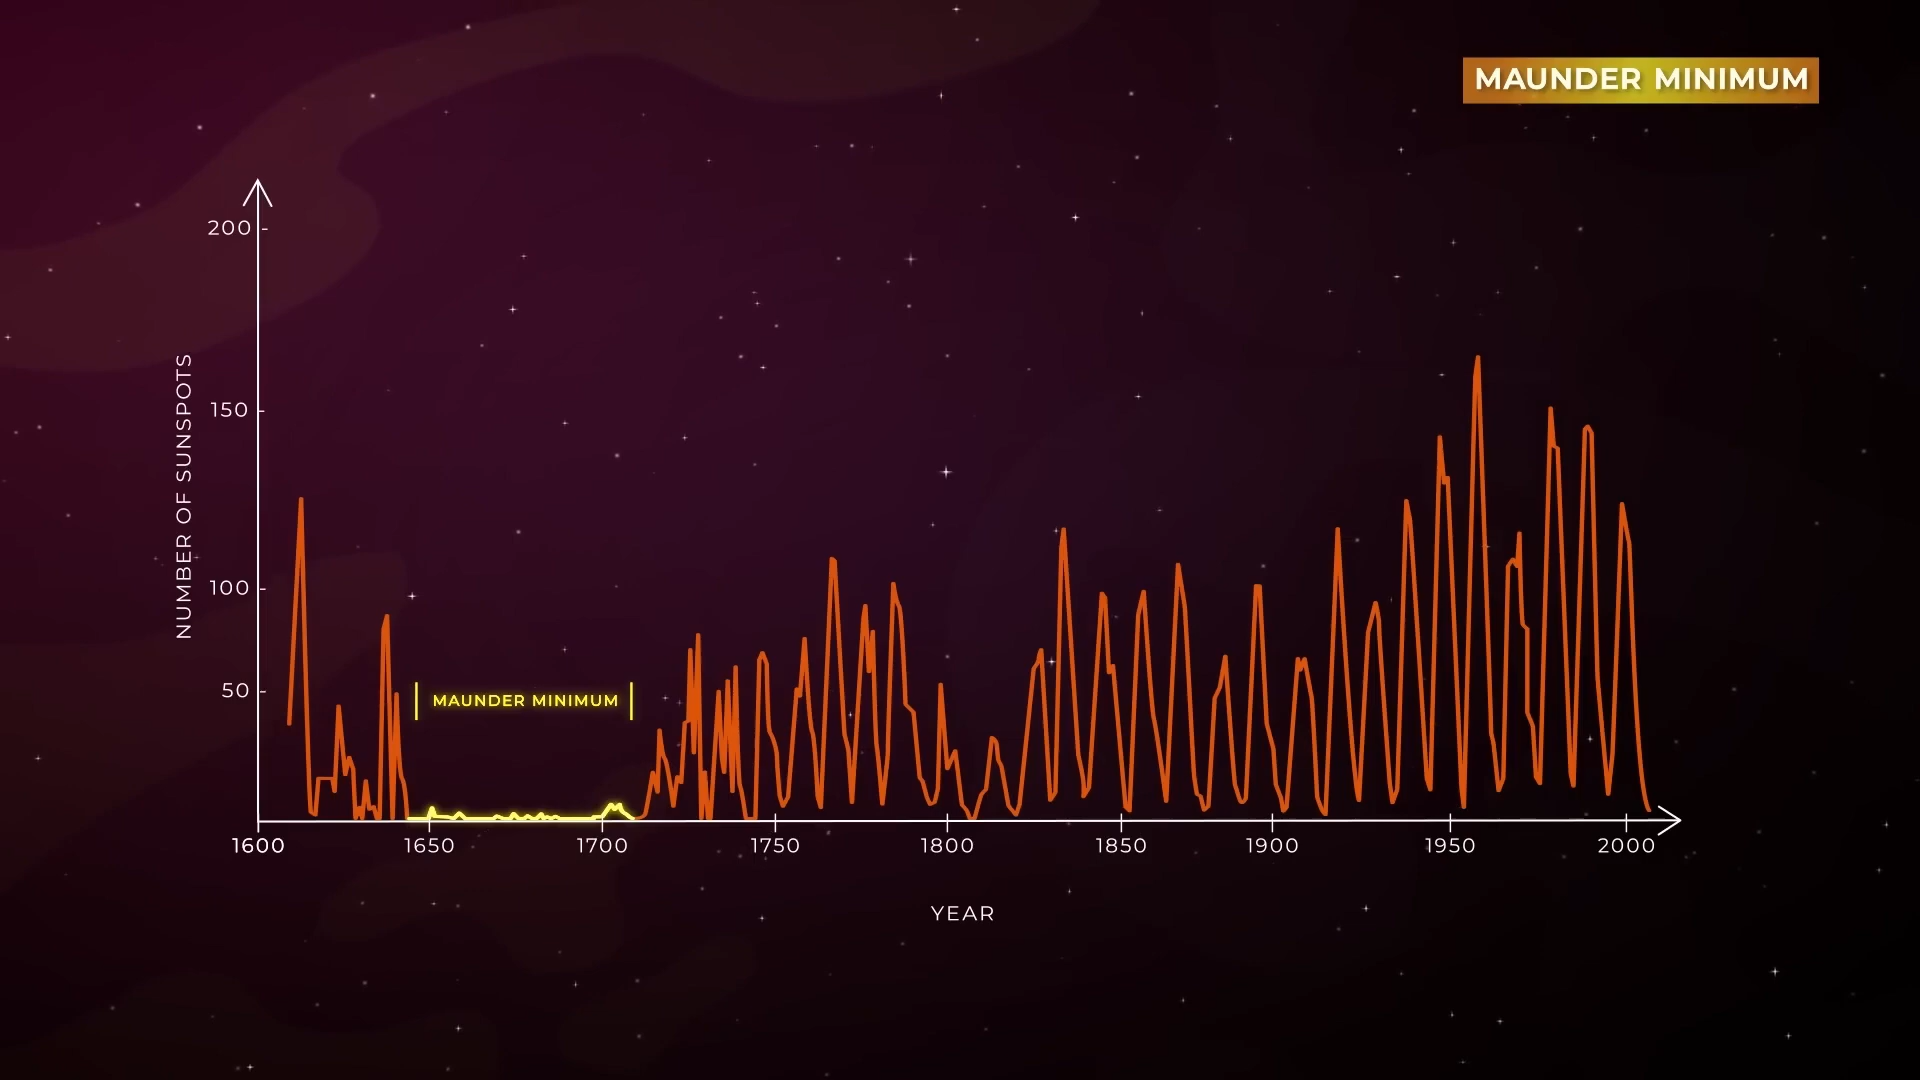 MAUNDER MINIMUM
200
150
100
50
NUMBER OF SUNSPOTS
MAUNDER MINIMUM
1600 1650 1700 1750 1800 1850 1900 1950 2000
YEAR